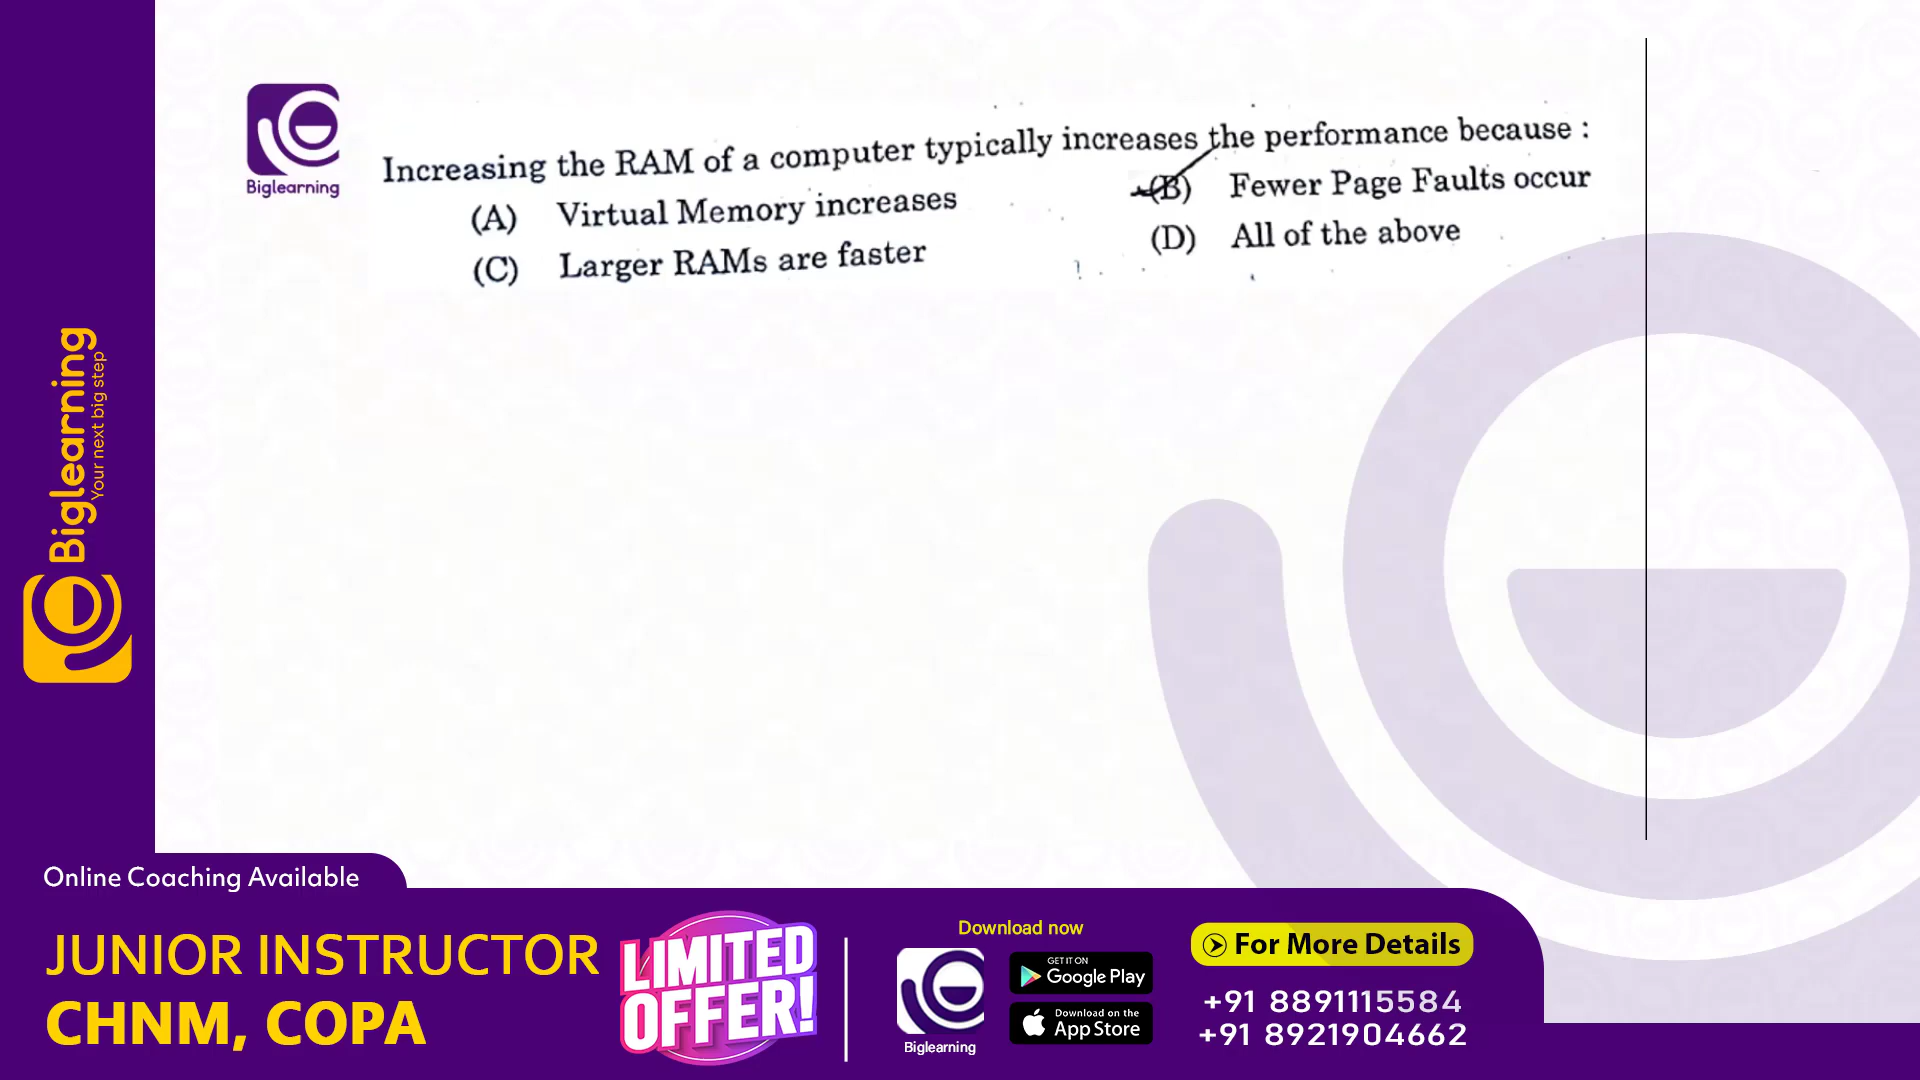 Biglearning
Increasing the RAM of a computer typically increases the performance because :
(A) Virtual Memory increases
(B) Fewer Page Faults occur
(C) Larger RAMs are faster
(D) All of the above
Biglearning
Your next big step
Online Coaching Available
JUNIOR INSTRUCTOR
CHNM, COPA
LIMITED
OFFER!
Download now
Biglearning
GET IT ON
Google Play
Download on the
App Store
For More Details
+91 8891115584
+91 8921904662